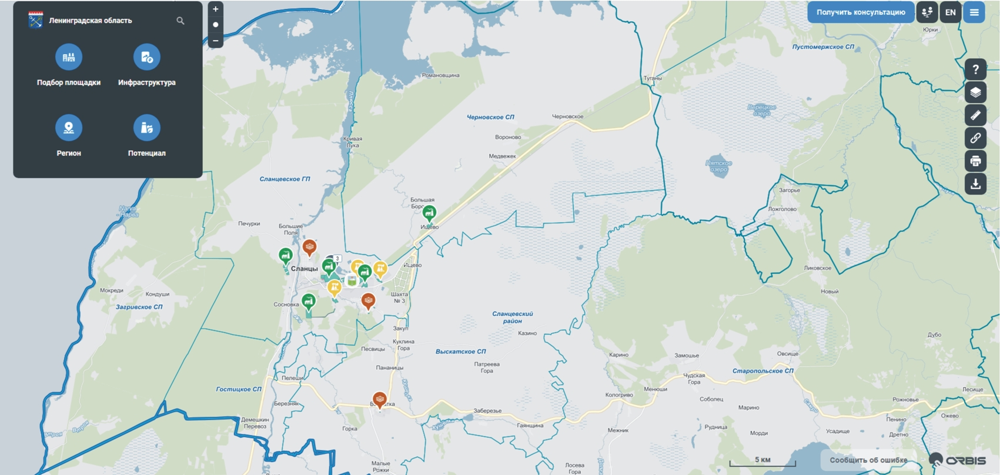 Ленинградская область
Подбор площадки
Инфраструктура
Регион
Потенциал
+
−
Получить консультацию
EN
?
Юрки
Пустомержское СП
Романовщина
Туганы
Плюсса
Черновское СП
Черновское
Верецкое
озеро
Кривая
Лука
Вороново
Медвежек
Пятское
озеро
Сланцевское ГП
Загорье
Ложголово
Narva
- Нарва
Большая
Ищево
Печурки
Большие
Поля
3
Сланцы
Ищево
Ликовское
Мокреди
Кондуши
Загривское СП
Сосновка
Шахта
№ 3
Новый
Сланцевский
район
Закуп
Казино
Куклина
Гора
Песвицы
Выскатское СП
Дубо
Карино
Замошье
Овсище
Патреева
Гора
Пананицы
Старопольское СП
Чудская
Гора
Пелеши
Гостицкое СП
Менюши
Лесище
Кологриво
Соболец
Рожновье
Березняк
Марино
Заберезье
Ожево
Демешкин
Перевоз
Втроя
Втроя
Кушелка
Гаянщина
Рудница
Пенино
Горка
Межник
Морди
Усадище
Дретно
Малые
Рожки
Лосева
Гора
5 км
Сообщить об ошибке
ORBIS